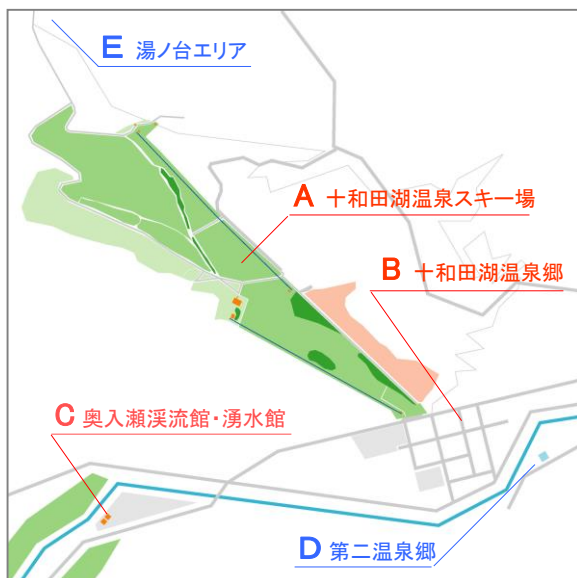 E 湯ノ台エリア
A 十和田湖温泉スキー場
B 十和田湖温泉郷
C 奥入瀬渓流館・湧水館
D 第二温泉郷